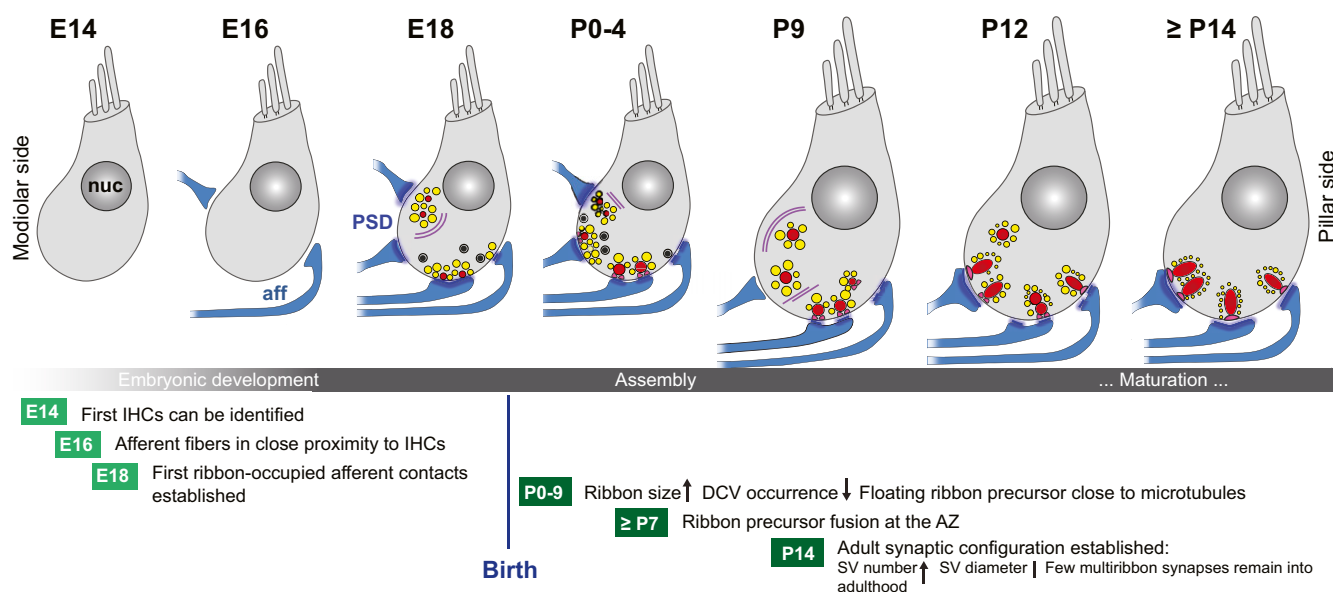 E14 E16 E18 P0-4 P9 P12 ≥ P14
Modiolar side
Pillar side
nuc
PSD
aff
Embryonic development Assembly ... Maturation ...
E14 First IHCs can be identified
E16 Afferent fibers in close proximity to IHCs
E18 First ribbon-occupied afferent contacts
established
P0-9 Ribbon size DCV occurrence Floating ribbon precursor close to microtubules
≥ P7 Ribbon precursor fusion at the AZ
P14 Adult synaptic configuration established:
SV number SV diameter Few multiribbon synapses remain into
adulthood
Birth